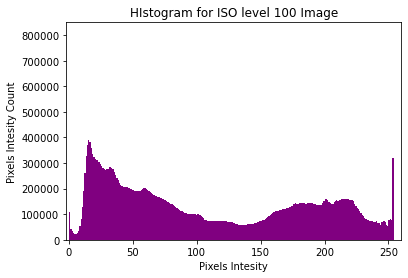 HIstogram for ISO level 100 Image
Pixels Intesity Count
800000
700000
600000
500000
400000
300000
200000
100000
0
0 50 100 150 200 250
Pixels Intesity